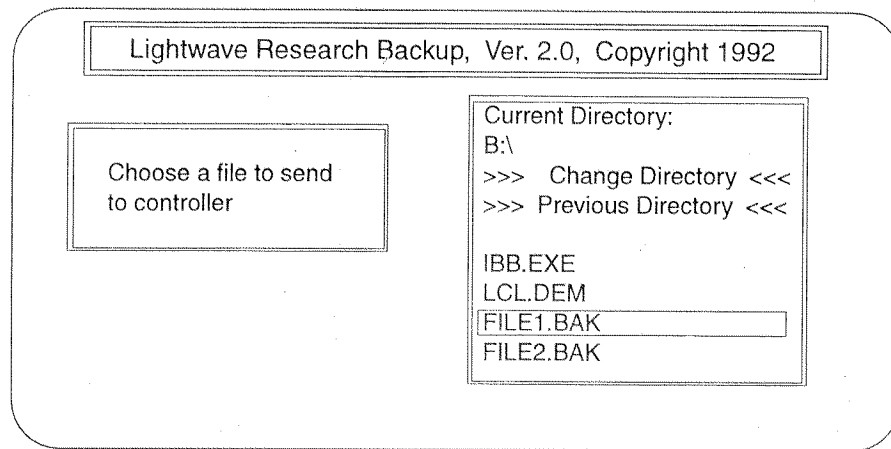 Lightwave Research Backup, Ver. 2.0, Copyright 1992
Choose a file to send
to controller
Current Directory:
B:\
>>> Change Directory <<<
>>> Previous Directory <<<
IBB.EXE
LCL.DEM
FILE1.BAK
FILE2.BAK